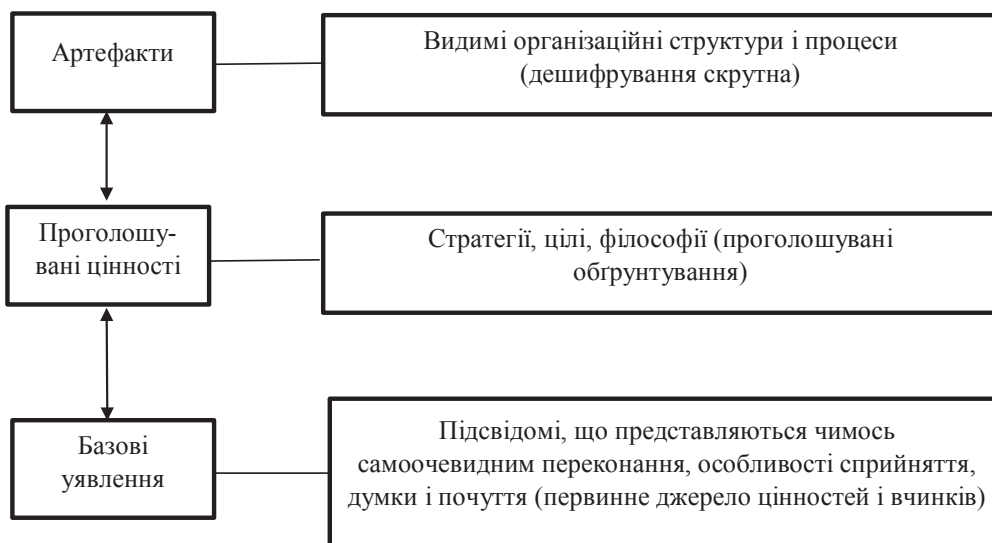 Артефакти
Видимі організаційні структури і процеси
(дешифрування скрутна)
Проголошу-
вані цінності
Стратегії, цілі, філософії (проголошувані
обґрунтування)
Базові
уявлення
Підсвідомі, що представляються чимось
самоочевидним переконання, особливості сприйняття,
думки і почуття (первинне джерело цінностей і вчинків)